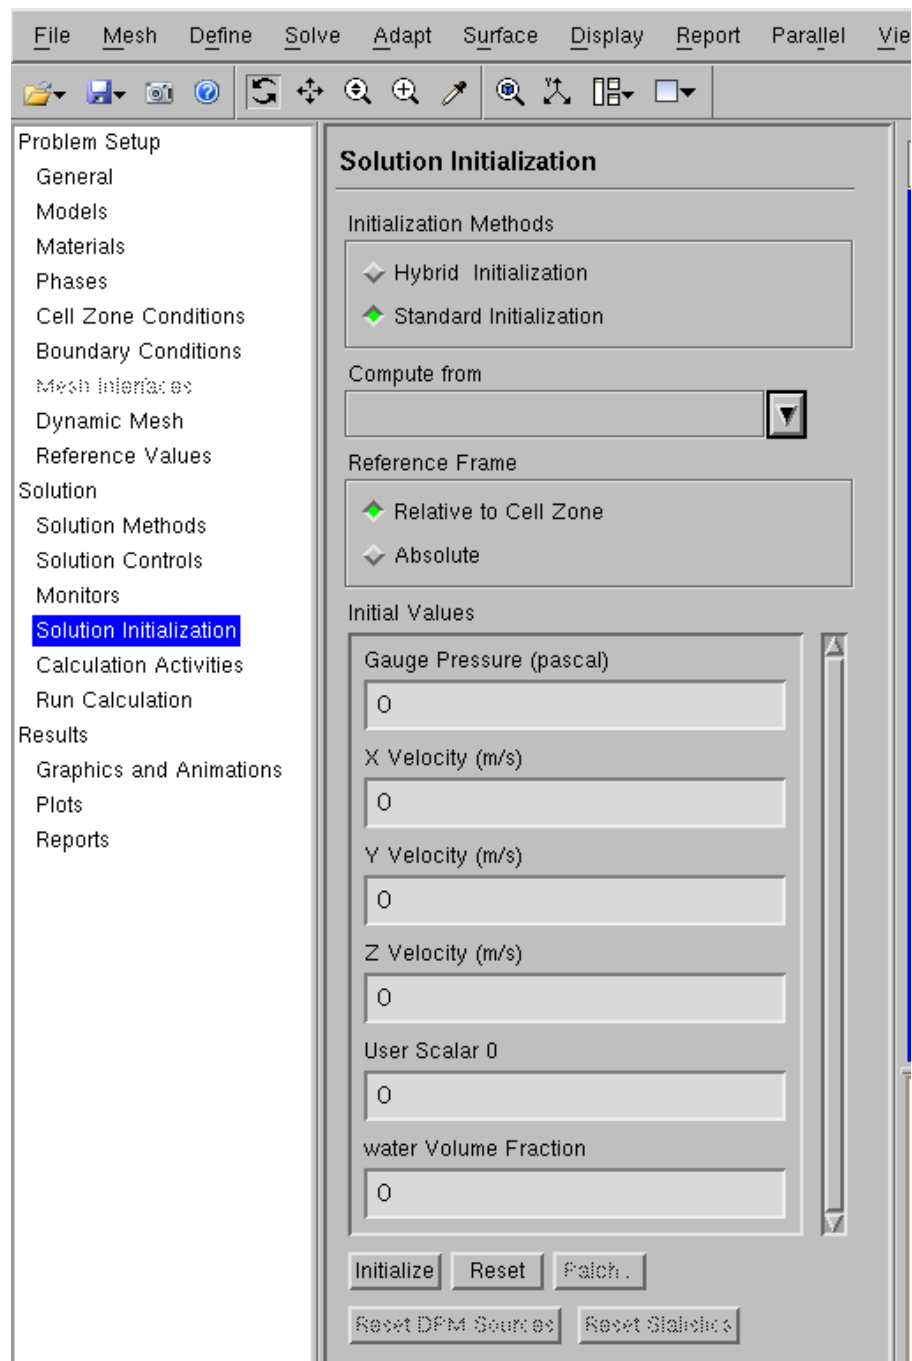 File Mesh Define Solve Adapt Surface Display Report Parallel Vie
Problem Setup
General
Models
Materials
Phases
Cell Zone Conditions
Boundary Conditions
Mesh Interfaces
Dynamic Mesh
Reference Values
Solution
Solution Methods
Solution Controls
Monitors
Solution Initialization
Calculation Activities
Run Calculation
Results
Graphics and Animations
Plots
Reports
Solution Initialization
Initialization Methods
Hybrid Initialization
Standard Initialization
Compute from
Reference Frame
Relative to Cell Zone
Absolute
Initial Values
Gauge Pressure (pascal)
0
X Velocity (m/s)
0
Y Velocity (m/s)
0
Z Velocity (m/s)
0
User Scalar 0
0
water Volume Fraction
0
Initialize Reset Patch .
Reset DPM Sources Reset Statistics